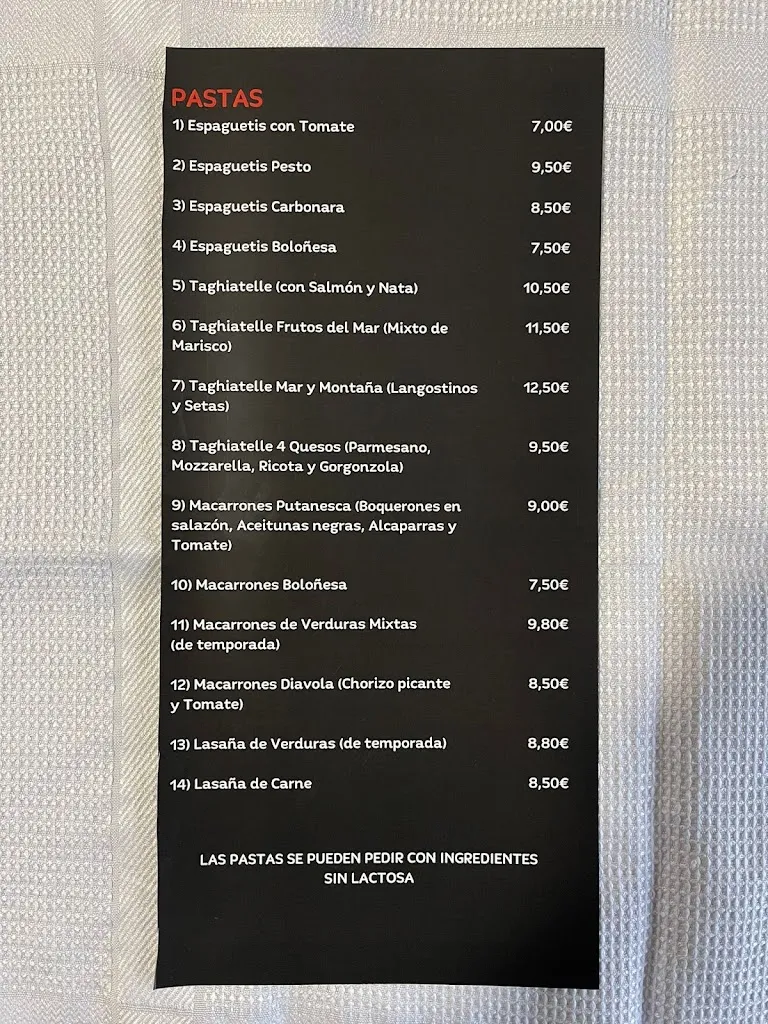 PASTAS
1) Espaguetis con Tomate 7,00€
2) Espaguetis Pesto 9,50€
3) Espaguetis Carbonara 8,50€
4) Espaguetis Boloñesa 7,50€
5) Taghiatelle (con Salmón y Nata) 10,50€
6) Taghiatelle Frutos del Mar (Mixto de 11,50€
Marisco)
7) Taghiatelle Mar y Montaña (Langostinos 12,50€
y Setas)
8) Taghiatelle 4 Quesos (Parmesano, 9,50€
Mozzarella, Ricota y Gorgonzola)
9) Macarrones Putanesca (Boquerones en 9,00€
salazón, Aceitunas negras, Alcaparras y
Tomate)
10) Macarrones Boloñesa 7,50€
11) Macarrones de Verduras Mixtas 9,80€
(de temporada)
12) Macarrones Diavola (Chorizo picante 8,50€
y Tomate)
13) Lasaña de Verduras (de temporada) 8,80€
14) Lasaña de Carne 8,50€
LAS PASTAS SE PUEDEN PEDIR CON INGREDIENTES
SIN LACTOSA